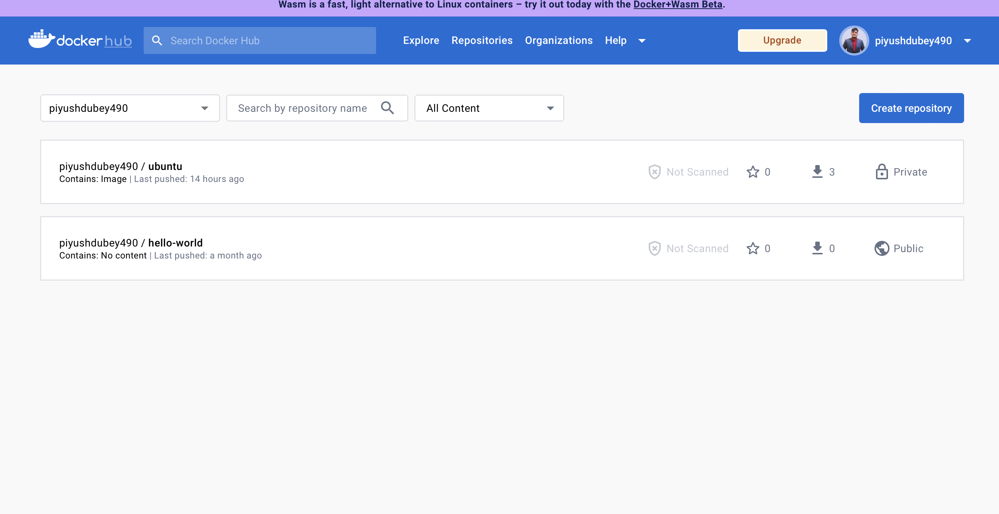 Wasm is a fast, light alternative to Linux containers – try it out today with the Docker+Wasm Beta.
dockerhub
Search Docker Hub
Explore Repositories Organizations Help
Upgrade
piyushdubey490
piyushdubey490
Search by repository name
All Content
Create repository
piyushdubey490 / ubuntu
Contains: Image | Last pushed: 14 hours ago
Not Scanned 0 3 Private
piyushdubey490 / hello-world
Contains: No content | Last pushed: a month ago
Not Scanned 0 0 Public